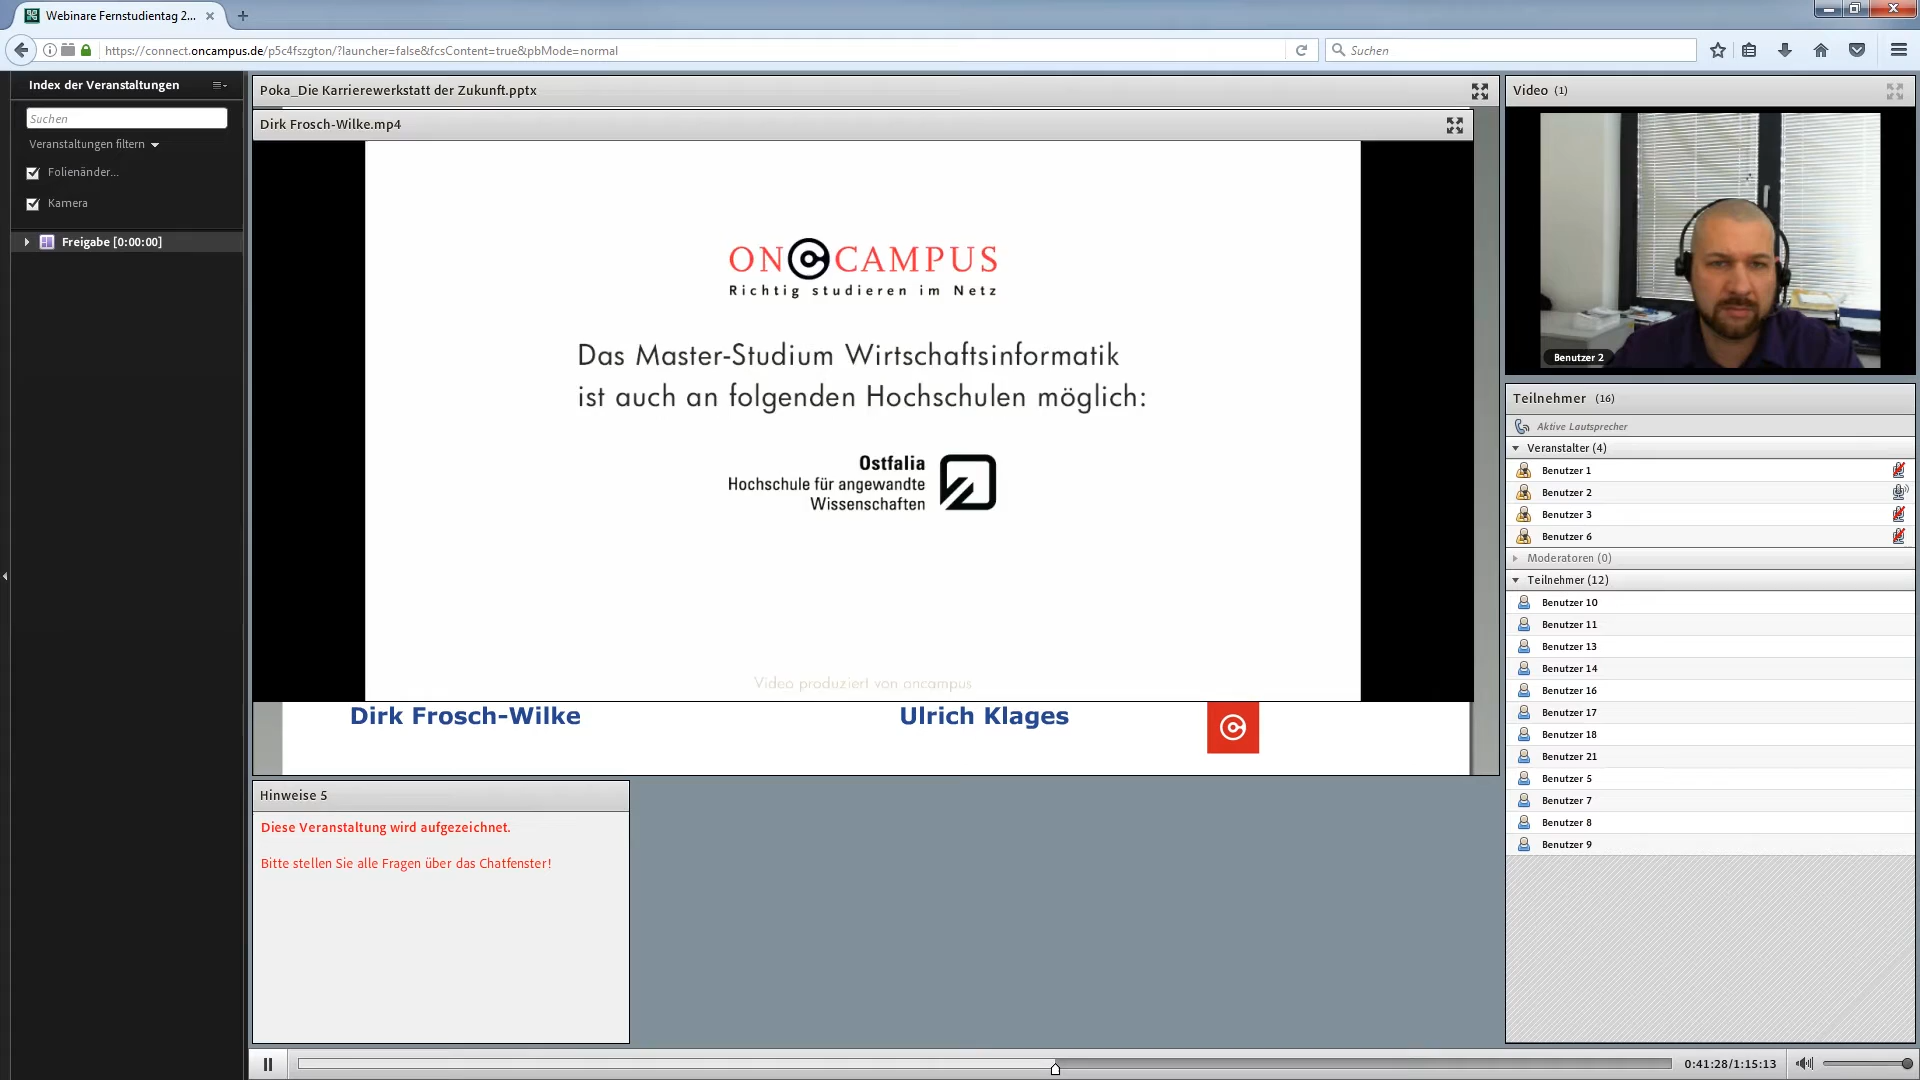 Webinare Fernstudientag 2...
https://connect.oncampus.de/p5c4fszgton/?launcher=false&fcsContent=true&pbMode=normal
Suchen
Index der Veranstaltungen
Suchen
Veranstaltungen filtern
Folienänder...
Kamera
Freigabe [0:00:00]
Poka_Die Karrierewerkstatt der Zukunft.pptx
Dirk Frosch-Wilke.mp4
ONCAMPUS
Richtig studieren im Netz
Das Master-Studium Wirtschaftsinformatik
ist auch an folgenden Hochschulen möglich:
Ostfalia
Hochschule für angewandte
Wissenschaften
Video produziert von oncampus
Dirk Frosch-Wilke
Ulrich Klages
Hinweise 5
Diese Veranstaltung wird aufgezeichnet.
Bitte stellen Sie alle Fragen über das Chatfenster!
Video (1)
Benutzer 2
Teilnehmer (16)
Aktive Lautsprecher
Veranstalter (4)
Benutzer 1
Benutzer 2
Benutzer 3
Benutzer 6
Moderatoren (0)
Teilnehmer (12)
Benutzer 10
Benutzer 11
Benutzer 13
Benutzer 14
Benutzer 16
Benutzer 17
Benutzer 18
Benutzer 21
Benutzer 5
Benutzer 7
Benutzer 8
Benutzer 9
0:41:28/1:15:13